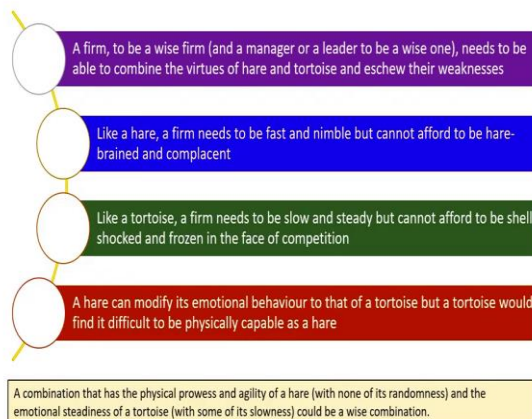 A firm, to be a wise firm (and a manager or a leader to be a wise one), needs to be
able to combine the virtues of hare and tortoise and eschew their weaknesses
Like a hare, a firm needs to be fast and nimble but cannot afford to be hare-
brained and complacent
Like a tortoise, a firm needs to be slow and steady but cannot afford to be shell
shocked and frozen in the face of competition
A hare can modify its emotional behaviour to that of a tortoise but a tortoise would
find it difficult to be physically capable as a hare
A combination that has the physical prowess and agility of a hare (with none of its randomness) and the
emotional steadiness of a tortoise (with some of its slowness) could be a wise combination.